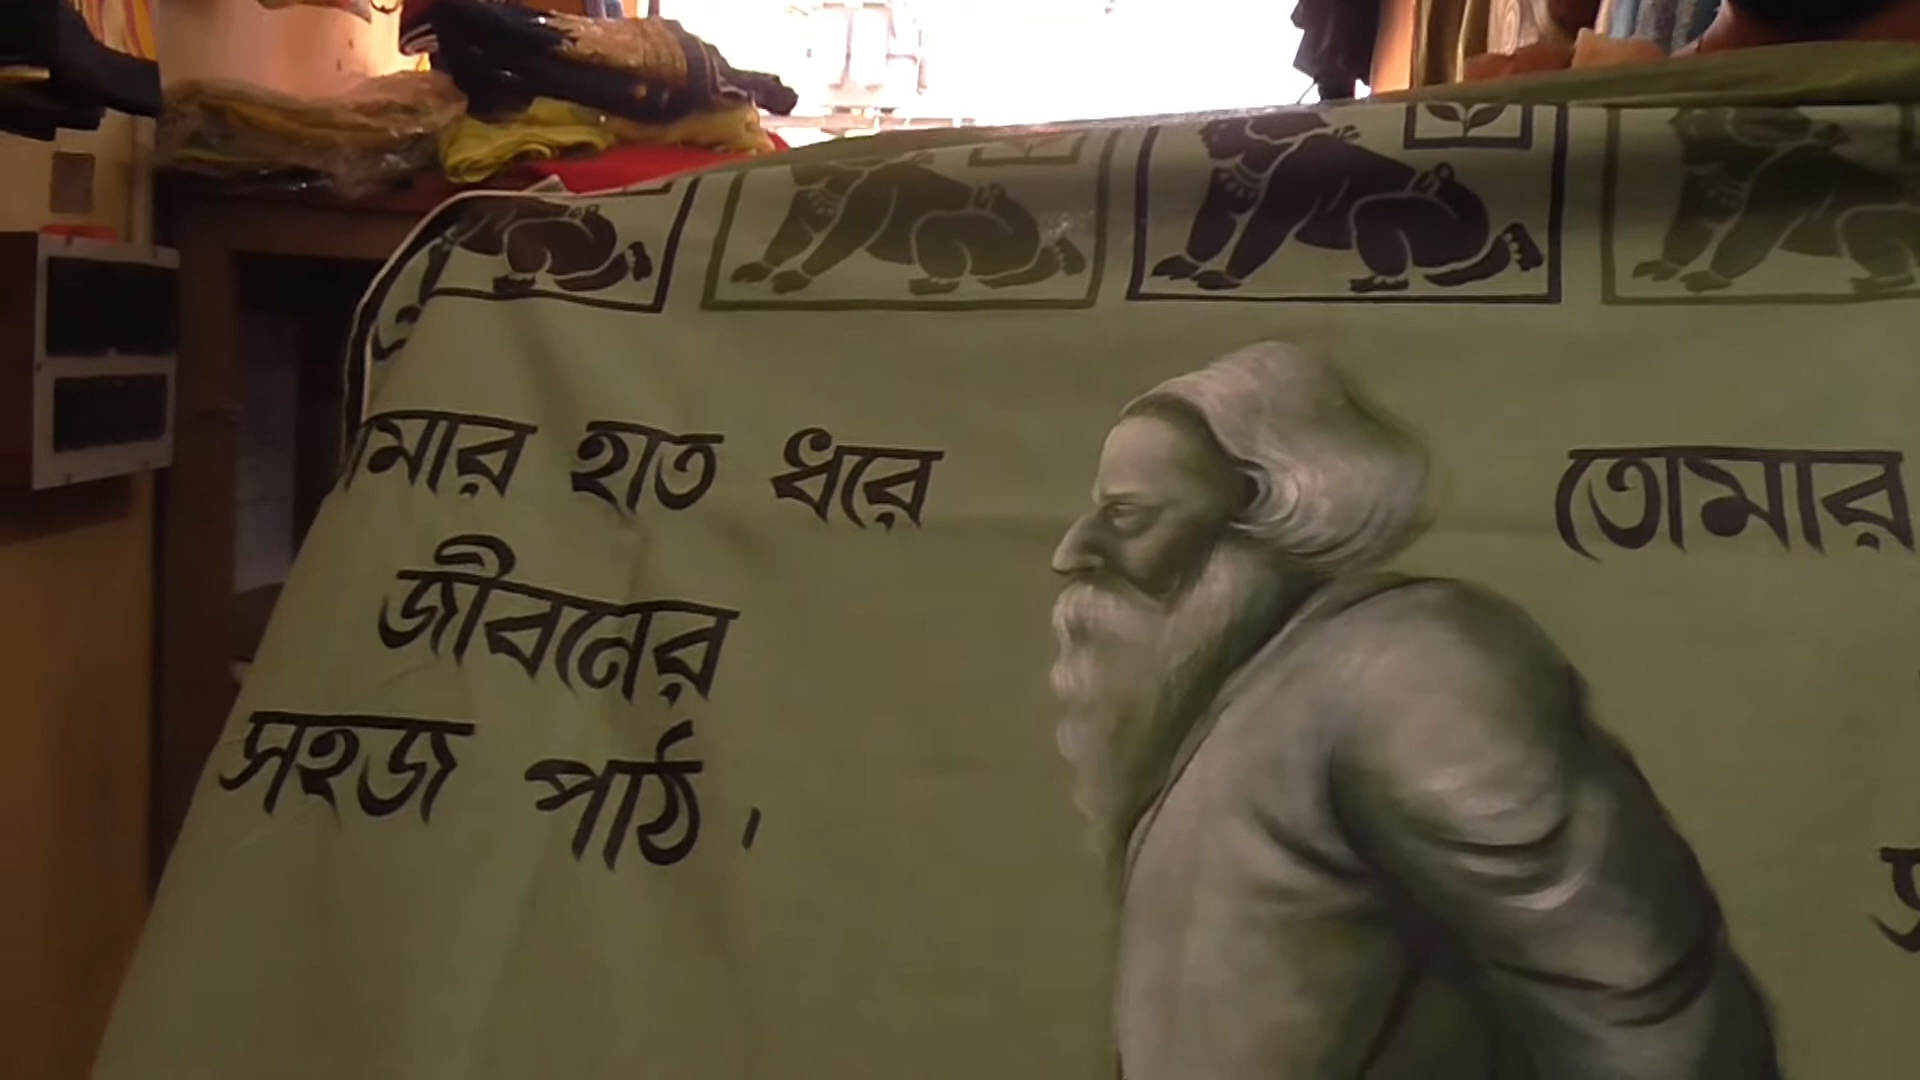 মার হাত ধরে
জীবনের
সহজ পাঠ।
তোমার